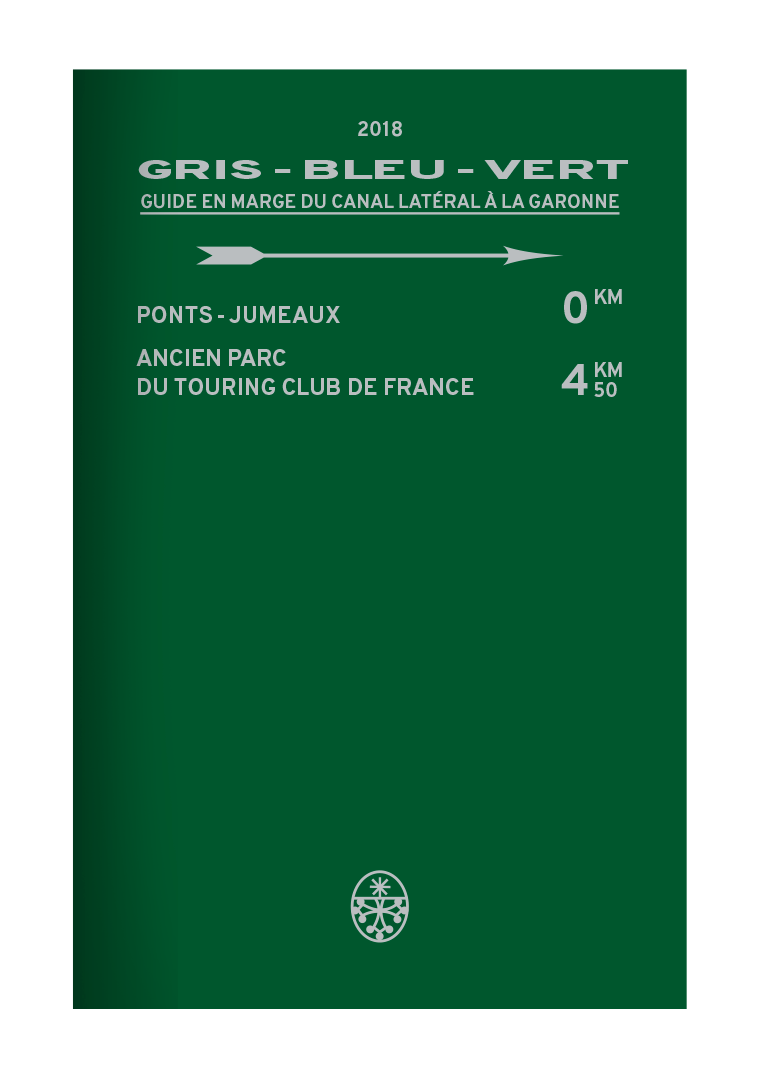 2018
GRIS - BLEU - VERT
GUIDE EN MARGE DU CANAL LATÉRAL À LA GARONNE
PONTS - JUMEAUX 0 KM
ANCIEN PARC
DU TOURING CLUB DE FRANCE 4 KM 50